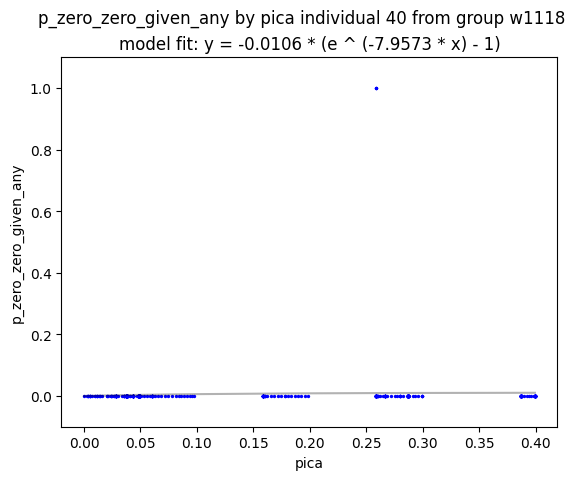 p_zero_zero_given_any by pica individual 40 from group w1118
model fit: y = -0.0106 * (e ^ (-7.9573 * x) - 1)
1.0
0.8
0.6
0.4
0.2
0.0
p_zero_zero_given_any
0.00 0.05 0.10 0.15 0.20 0.25 0.30 0.35 0.40
pica